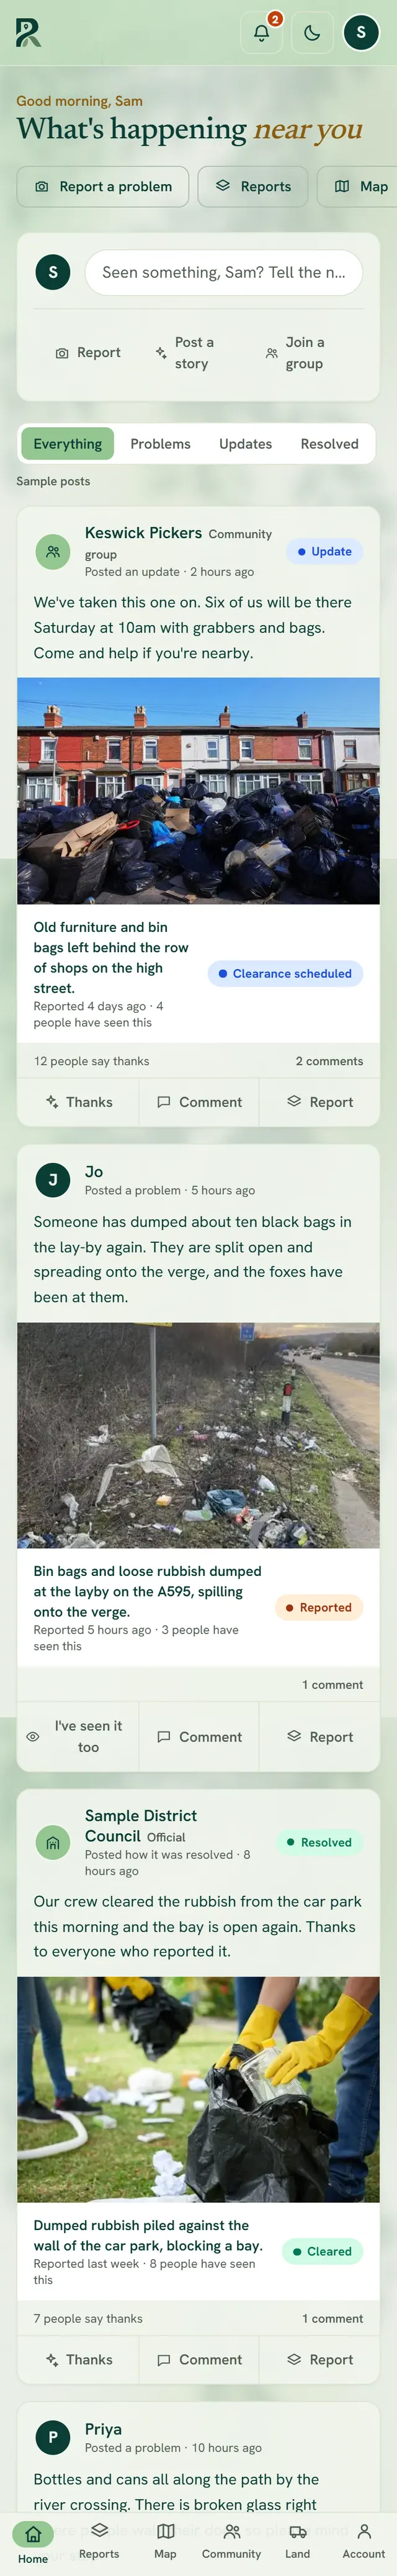 2
S
Good morning, Sam
What's happening near you
Report a problem
Reports
Map
S
Seen something, Sam? Tell the n...
Report
Post a
story
Join a
group
Everything
Problems
Updates
Resolved
Sample posts
Keswick Pickers Community
group
Posted an update · 2 hours ago
Update
We've taken this one on. Six of us will be there
Saturday at 10am with grabbers and bags.
Come and help if you're nearby.
Old furniture and bin
bags left behind the row
of shops on the high
street.
Reported 4 days ago · 4
people have seen this
Clearance scheduled
12 people say thanks
2 comments
Thanks
Comment
Report
J
Jo
Posted a problem · 5 hours ago
Someone has dumped about ten black bags in
the lay-by again. They are split open and
spreading onto the verge, and the foxes have
been at them.
Bin bags and loose rubbish dumped
at the layby on the A595, spilling
onto the verge.
Reported 5 hours ago · 3 people have
seen this
Reported
1 comment
I've seen it
too
Comment
Report
Sample District
Council Official
Posted how it was resolved · 8
hours ago
Resolved
Our crew cleared the rubbish from the car park
this morning and the bay is open again. Thanks
to everyone who reported it.
Dumped rubbish piled against the
wall of the car park, blocking a bay.
Reported last week · 8 people have seen
this
Cleared
7 people say thanks
1 comment
Thanks
Comment
Report
P
Priya
Posted a problem · 10 hours ago
Bottles and cans all along the path by the
river crossing. There is broken glass right
Home
Reports
Map
Community
Land
Account